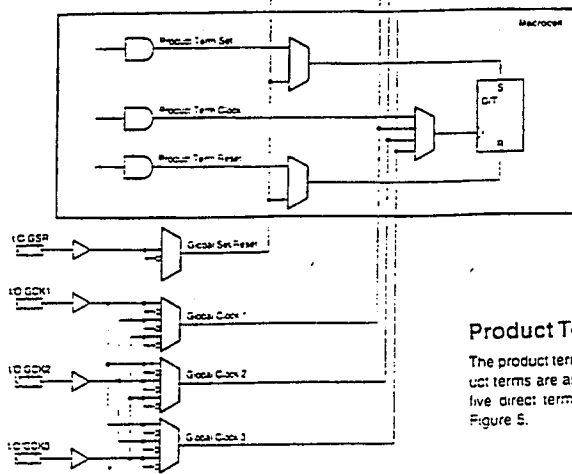 Macrocell
Product Term Set
S
D/T
Product Term Clock
Product Term Reset
R
I/O.GSR
Global Set Reset
I/O.GCK1
Global Clock 1
Product T
The product term
uct terms are as
five direct terms
Figure 5.
I/O.GCK2
Global Clock 2
I/O.GCK3
Global Clock 3